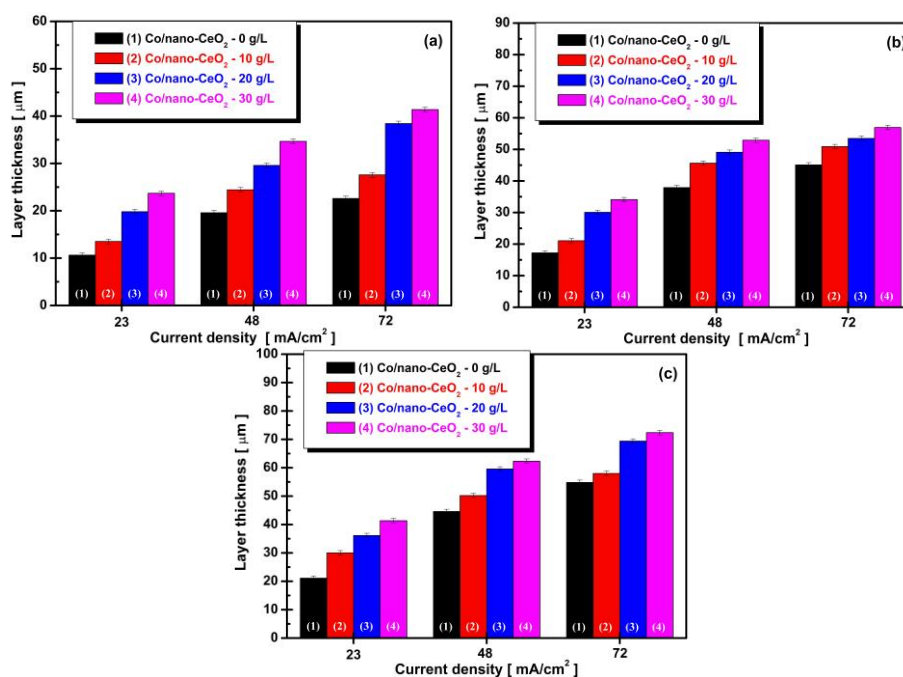 60
50
40
30
20
10
0
Layer thickness [ μm ]
(1) Co/nano-CeO₂ - 0 g/L
(2) Co/nano-CeO₂ - 10 g/L
(3) Co/nano-CeO₂ - 20 g/L
(4) Co/nano-CeO₂ - 30 g/L
(a)
(1) (2) (3) (4) (1) (2) (3) (4) (1) (2) (3) (4)
23 48 72
Current density [ mA/cm² ]
90
80
70
60
50
40
30
20
10
0
Layer thickness [ μm ]
(1) Co/nano-CeO₂ - 0 g/L
(2) Co/nano-CeO₂ - 10 g/L
(3) Co/nano-CeO₂ - 20 g/L
(4) Co/nano-CeO₂ - 30 g/L
(b)
(1) (2) (3) (4) (1) (2) (3) (4) (1) (2) (3) (4)
23 48 72
Current density [ mA/cm² ]
100
90
80
70
60
50
40
30
20
10
0
Layer thickness [ μm ]
(1) Co/nano-CeO₂ - 0 g/L
(2) Co/nano-CeO₂ - 10 g/L
(3) Co/nano-CeO₂ - 20 g/L
(4) Co/nano-CeO₂ - 30 g/L
(c)
(1) (2) (3) (4) (1) (2) (3) (4) (1) (2) (3) (4)
23 48 72
Current density [ mA/cm² ]